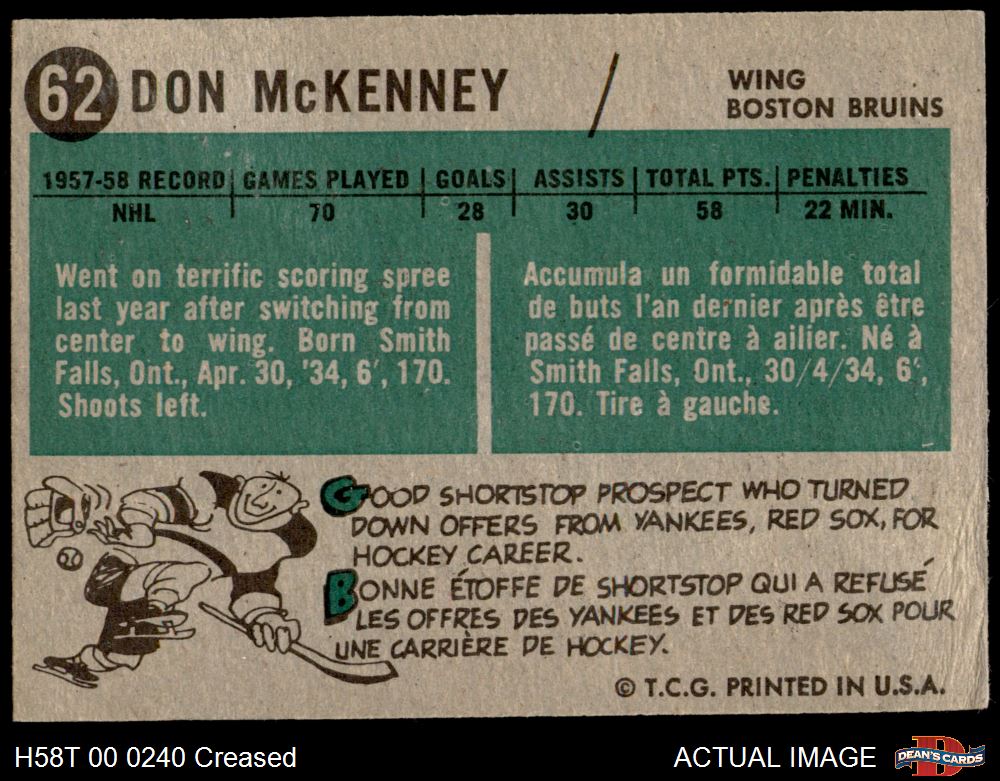 62 DON McKENNEY
WING
BOSTON BRUINS
1957-58 RECORD GAMES PLAYED GOALS ASSISTS TOTAL PTS. PENALTIES
NHL 70 28 30 58 22 MIN.
Went on terrific scoring spree
last year after switching from
center to wing. Born Smith
Falls, Ont., Apr. 30, '34, 6', 170.
Shoots left.
Accumula un formidable total
de buts l'an dernier après être
passé de centre à ailier. Né à
Smith Falls, Ont., 30/4/34, 6',
170. Tire à gauche.
GOOD SHORTSTOP PROSPECT WHO TURNED
DOWN OFFERS FROM YANKEES, RED SOX, FOR
HOCKEY CAREER.
BONNE ÉTOFFE DE SHORTSTOP QUI A REFUSÉ
LES OFFRES DES YANKEES ET DES RED SOX POUR
UNE CARRIÈRE DE HOCKEY.
© T.C.G. PRINTED IN U.S.A.
H58T 00 0240 Creased
ACTUAL IMAGE
DEAN'S CARDS